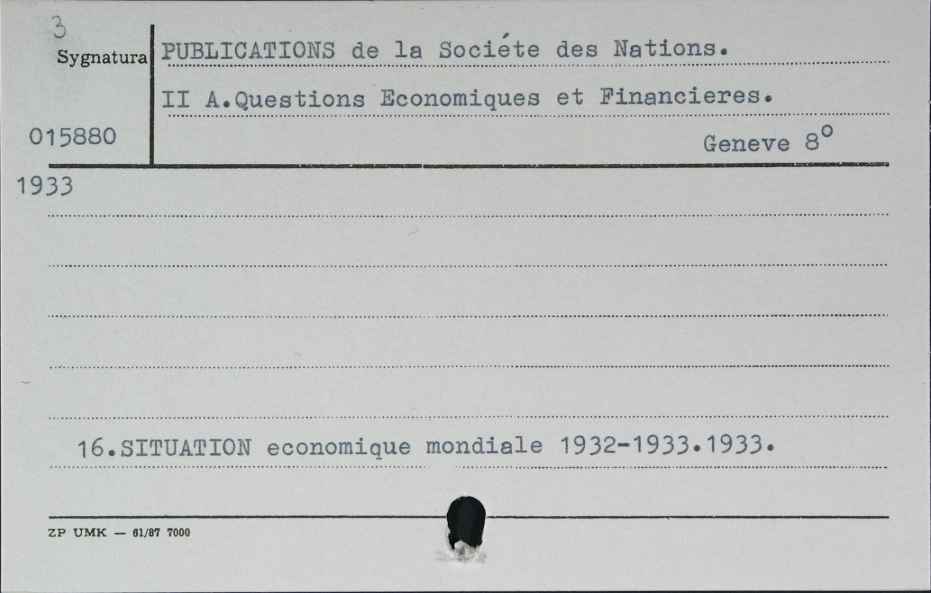 3
Sygnatura
PUBLICATIONS de la Sociéte des Nations.
II A.Questions Economiques et Financieres.
015880
Geneve 8°
1933
16.SITUATION economique mondiale 1932-1933.1933.
ZP UMK — 61/87 7000